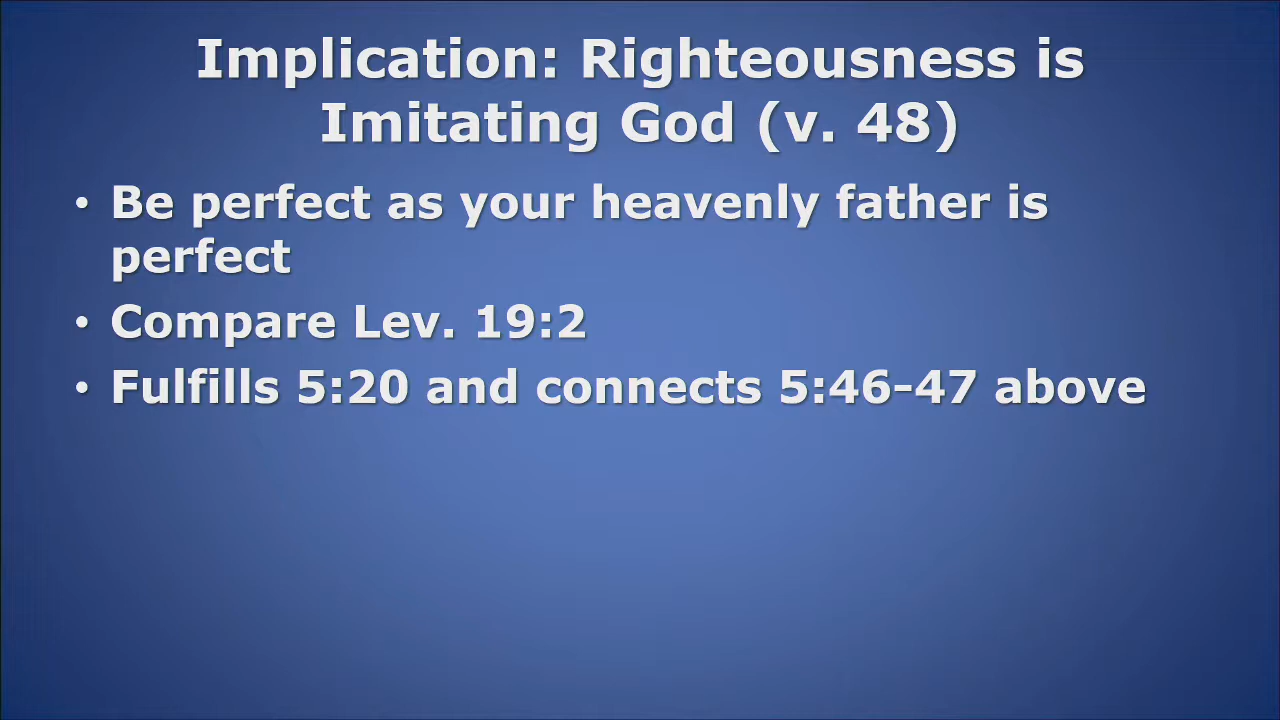 Implication: Righteousness is
Imitating God (v. 48)
• Be perfect as your heavenly father is
perfect
• Compare Lev. 19:2
• Fulfills 5:20 and connects 5:46-47 above